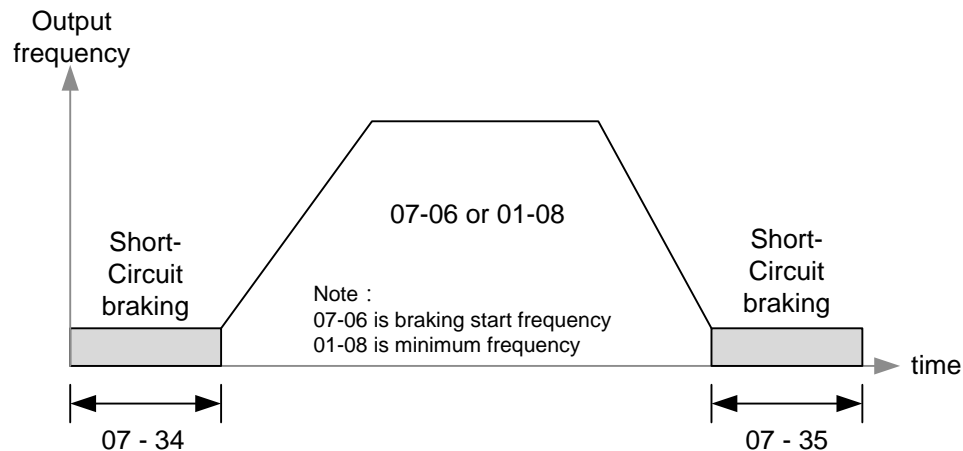 Output
frequency
07-06 or 01-08
Short-
Circuit
braking
Short-
Circuit
braking
Note：
07-06 is braking start frequency
01-08 is minimum frequency
time
07 - 34
07 - 35